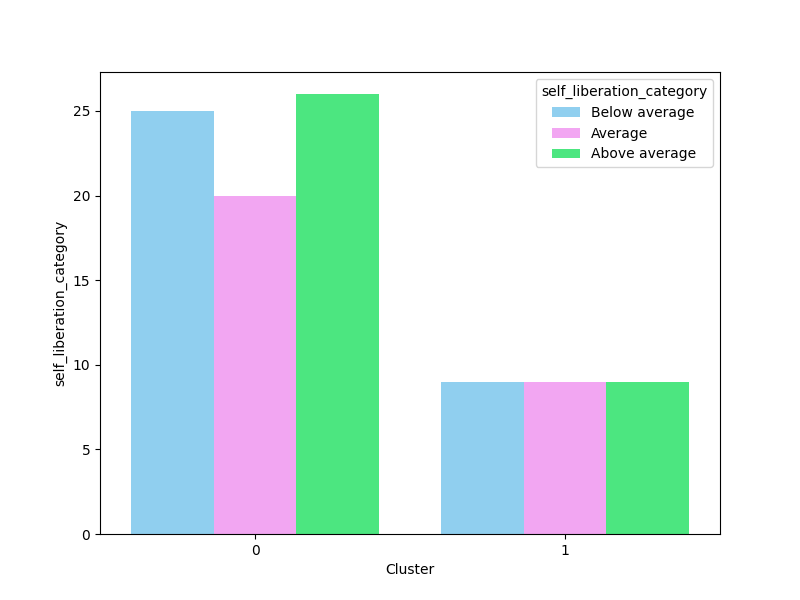 self_liberation_category
Below average
Average
Above average
25
20
15
10
5
0
self_liberation_category
0 1
Cluster